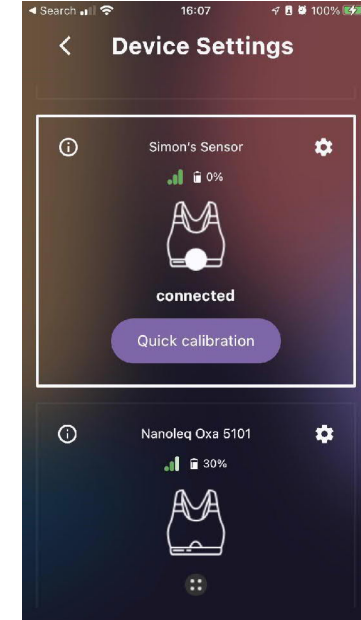 Search 16:07 100%
Device Settings
Simon's Sensor
0%
connected
Quick calibration
Nanoleq Oxa 5101
30%